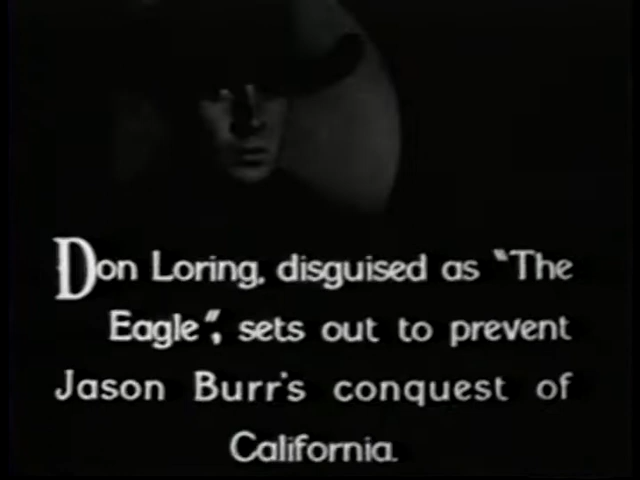 Don Loring, disguised as "The
Eagle", sets out to prevent
Jason Burr's conquest of
California.